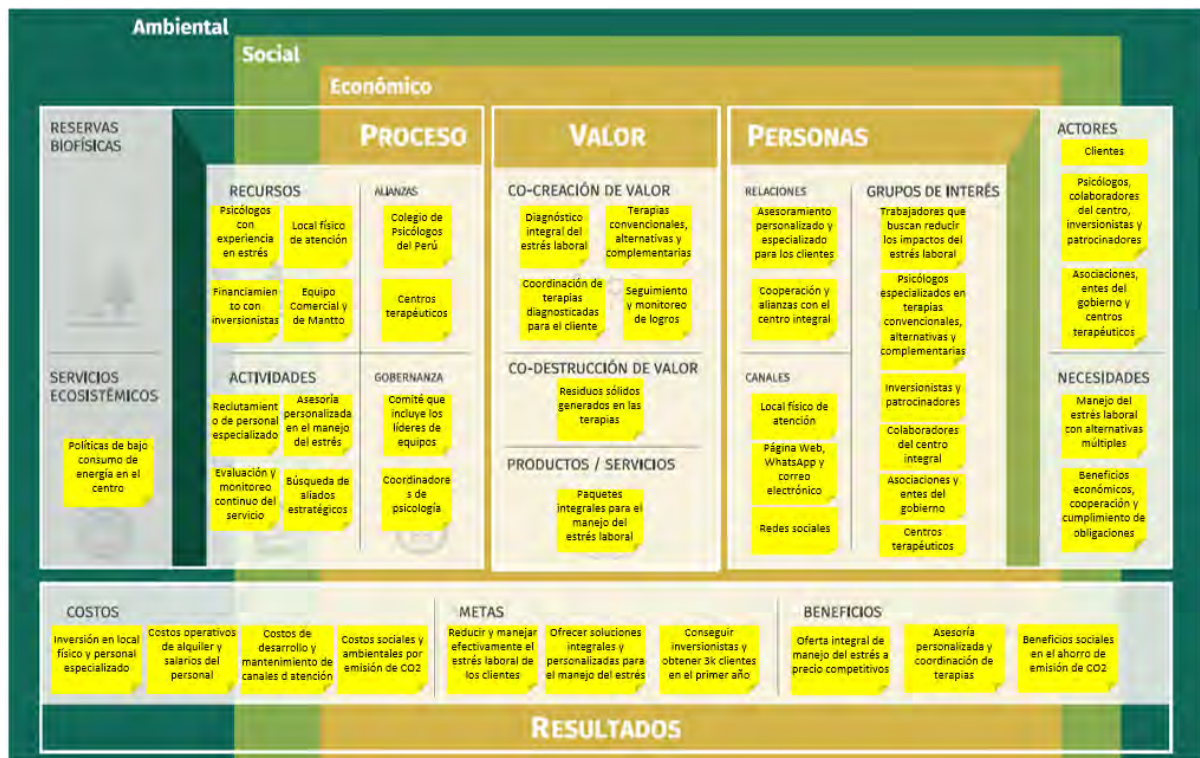 Ambiental
Social
Económico
RESERVAS
BIOFÍSICAS
SERVICIOS
ECOSISTÉMICOS
Políticas de bajo
consumo de
energía en el
centro
PROCESO
RECURSOS
Psicólogos
con
experiencia
en estrés
Local físico
de atención
Financiamien
to con
inversionistas
Equipo
Comercial y
de Mantto
ALIANZAS
Colegio de
Psicólogos
del Perú
Centros
terapéuticos
ACTIVIDADES
Reclutamient
o de personal
especializado
Asesoría
personalizada
en el manejo
del estrés
Evaluación y
monitoreo
continuo del
servicio
Búsqueda de
aliados
estratégicos
GOBERNANZA
Comité que
incluye los
líderes de
equipos
Coordinadore
s de
psicología
VALOR
CO-CREACIÓN DE VALOR
Diagnóstico
integral del
estrés laboral
Terapias
convencionales,
alternativas y
complementarias
Coordinación de
terapias
diagnosticadas
para el cliente
Seguimiento
y monitoreo
de logros
CO-DESTRUCCIÓN DE VALOR
Residuos sólidos
generados en las
terapias
PRODUCTOS / SERVICIOS
Paquetes
integrales para el
manejo del
estrés laboral
PERSONAS
RELACIONES
Asesoramiento
personalizado y
especializado
para los clientes
Cooperación y
alianzas con el
centro integral
CANALES
Local físico de
atención
Página Web,
WhatsApp y
correo
electrónico
Redes sociales
GRUPOS DE INTERÉS
Trabajadores que
buscan reducir
los impactos del
estrés laboral
Psicólogos
especializados en
terapias
convencionales,
alternativas y
complementarias
Inversionistas y
patrocinadores
Colaboradores
del centro
integral
Asociaciones y
entes del
gobierno
Centros
terapéuticos
ACTORES
Clientes
Psicólogos,
colaboradores
del centro,
inversionistas y
patrocinadores
Asociaciones,
entes del
gobierno y
centros
terapéuticos
NECESIDADES
Manejo del
estrés laboral
con alternativas
múltiples
Beneficios
económicos,
cooperación y
cumplimiento de
obligaciones
COSTOS
Inversión en local
físico y personal
especializado
Costos operativos
de alquiler y
salarios del
personal
Costos de
desarrollo y
mantenimiento de
canales d atención
Costos sociales y
ambientales por
emisión de CO2
METAS
Reducir y manejar
efectivamente el
estrés laboral de
los clientes
Ofrecer soluciones
integrales y
personalizadas para
el manejo del estrés
Conseguir
inversionistas y
obtener 3k clientes
en el primer año
BENEFICIOS
Oferta integral de
manejo del estrés a
precio competitivos
Asesoría
personalizada y
coordinación de
terapias
Beneficios sociales
en el ahorro de
emisión de CO2
RESULTADOS